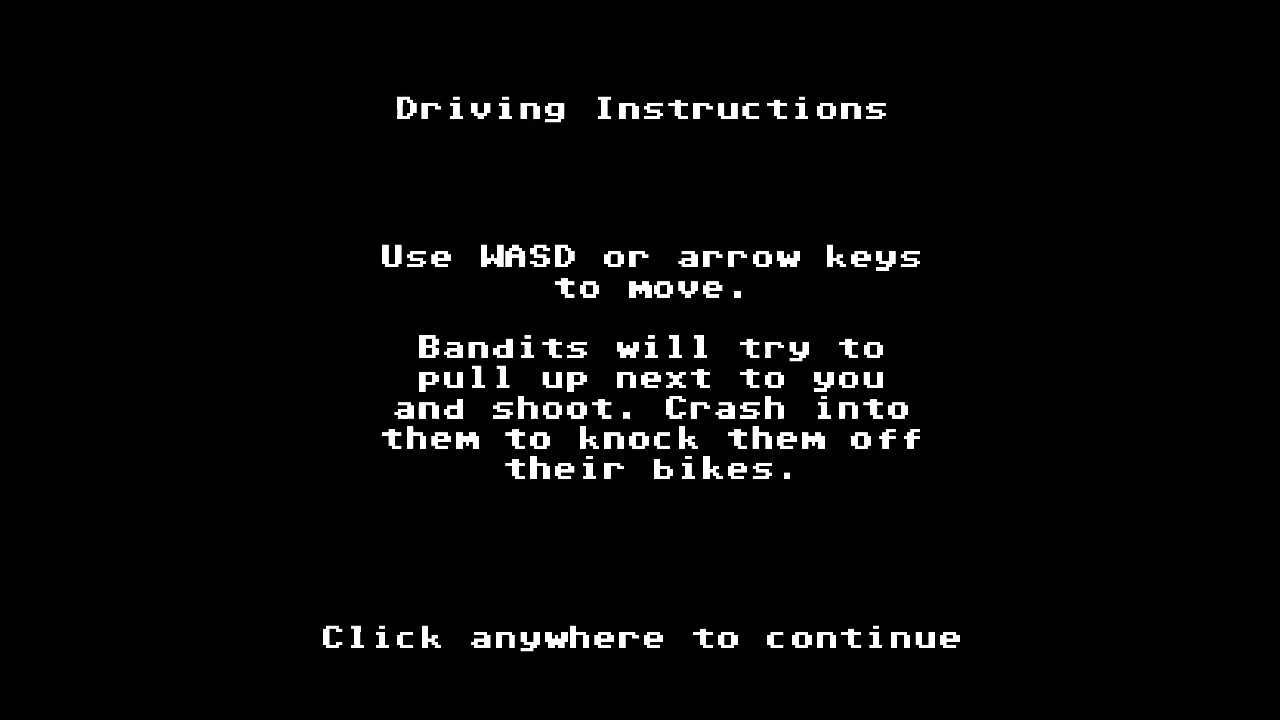 Driving Instructions
Use WASD or arrow keys
to move.
Bandits will try to
pull up next to you
and shoot. Crash into
them to knock them off
their bikes.
Click anywhere to continue